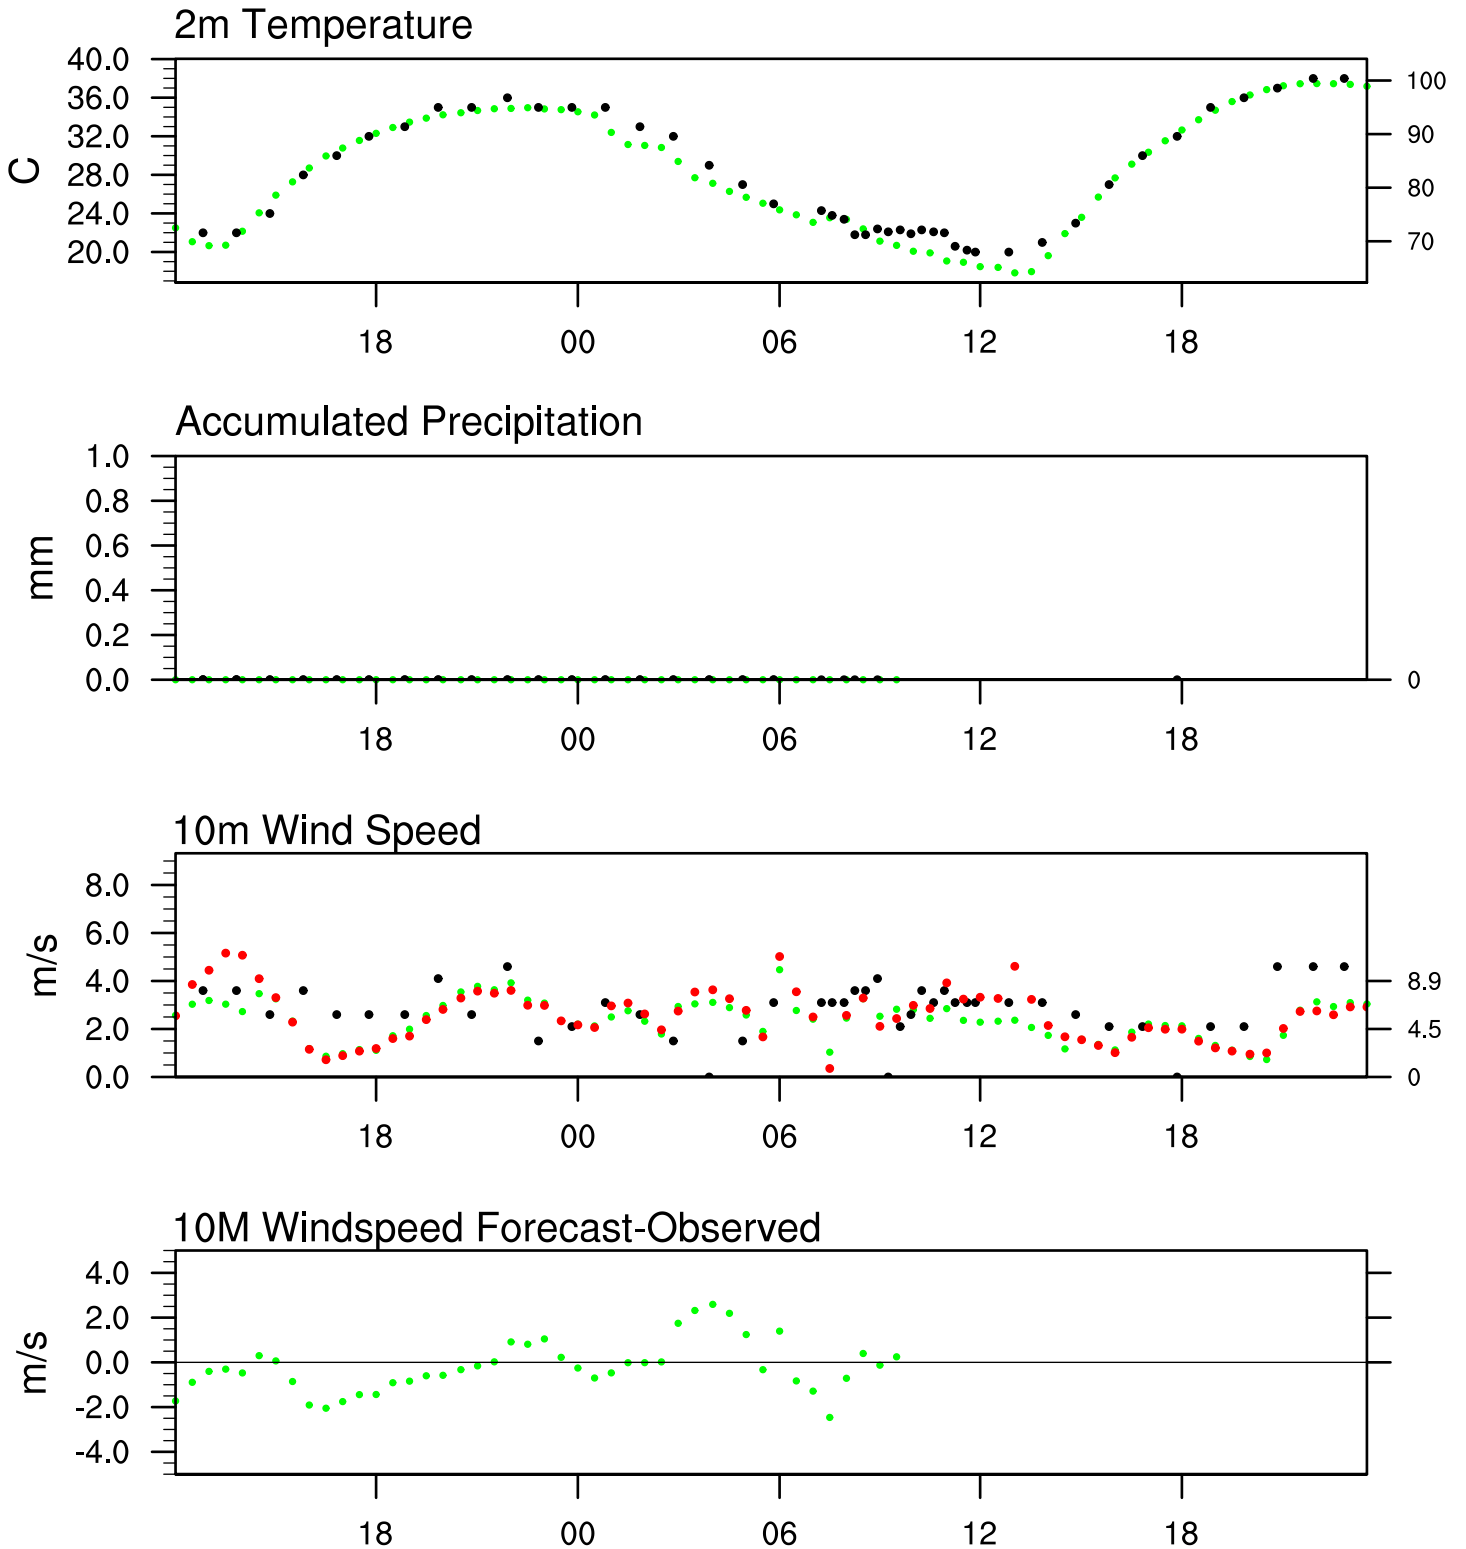 2m Temperature
40.0
36.0
32.0
28.0
24.0
20.0
C
100
90
80
70
18 00 06 12 18
Accumulated Precipitation
1.0
0.8
0.6
0.4
0.2
0.0
mm
0
18 00 06 12 18
10m Wind Speed
8.0
6.0
4.0
2.0
0.0
m/s
8.9
4.5
0
18 00 06 12 18
10M Windspeed Forecast-Observed
4.0
2.0
0.0
-2.0
-4.0
m/s
18 00 06 12 18